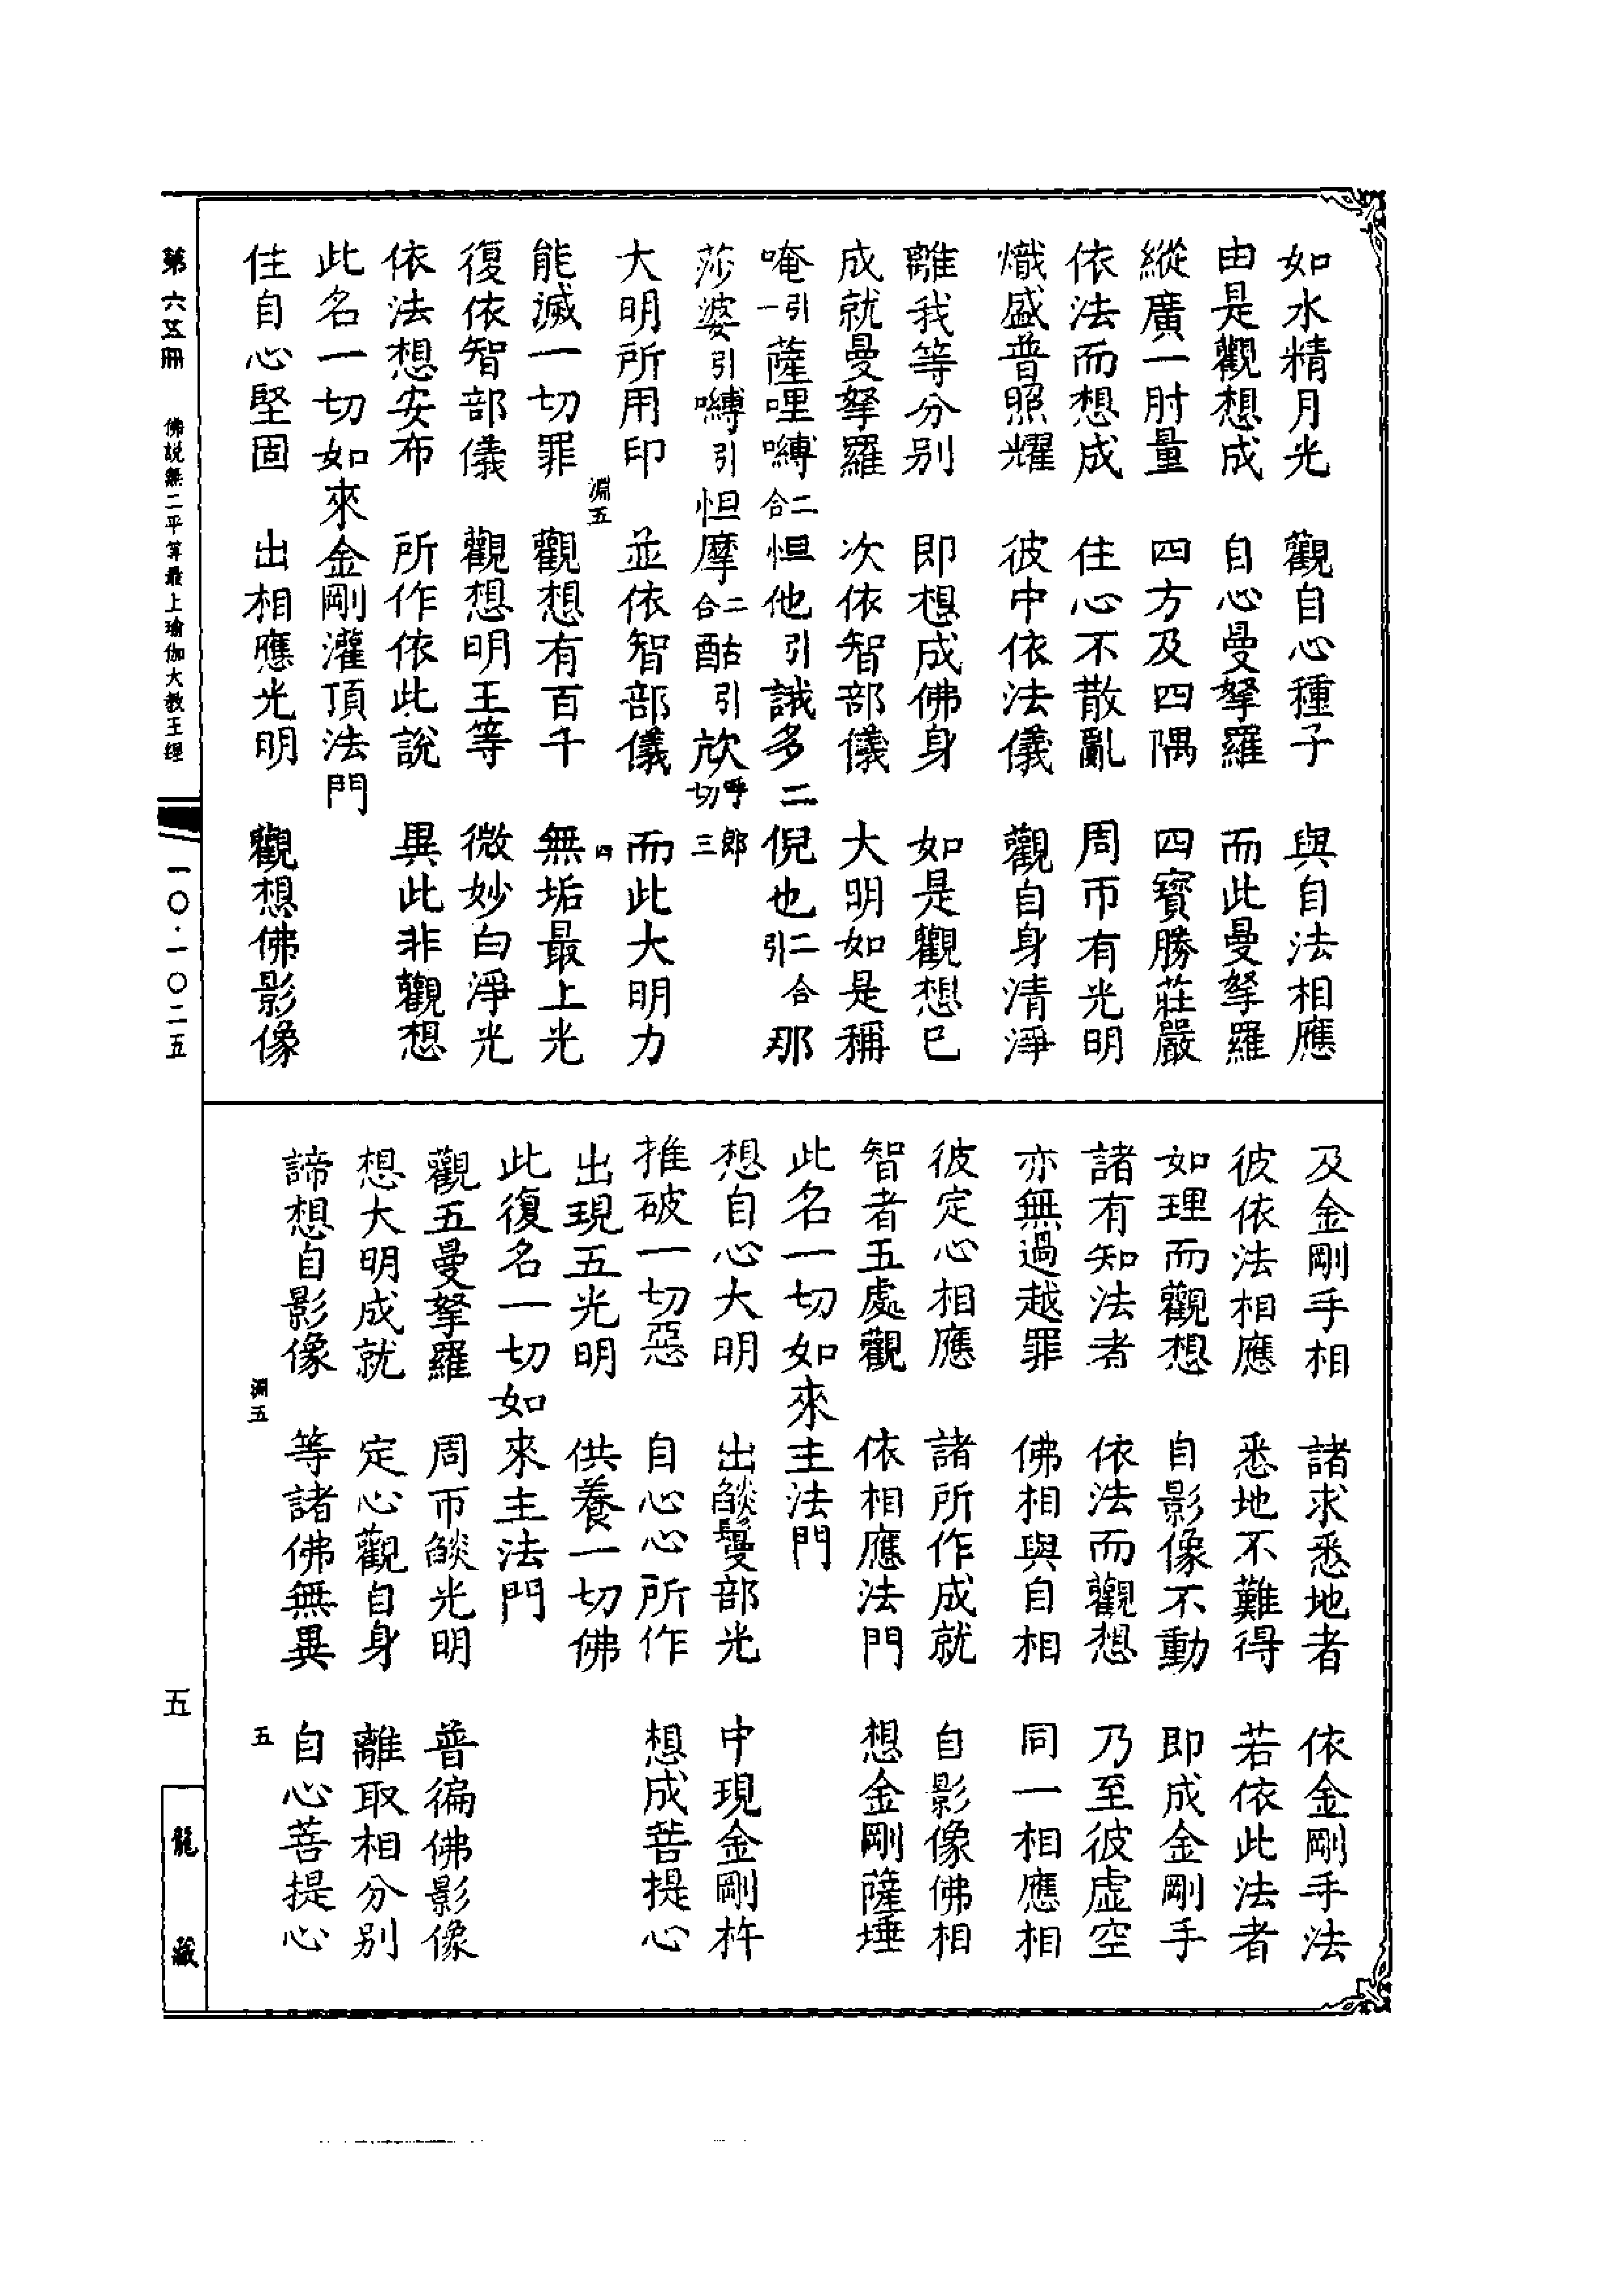 如水精月光　觀自心種子　與自法相應
由是觀想成　自心曼拏羅　而此曼拏羅
縱廣一肘量　四方及四隅　四寶勝莊嚴
依法而想成　住心不散亂　周帀有光明
熾盛普照耀　彼中依法儀　觀自身清淨
離我等分別　即想成佛身　如是觀想已
成就曼拏羅　次依智部儀　大明如是稱
唵引一薩哩嚩二合怛他引誐多二倪也二合引那
莎婆引嚩引怛摩二合酤引𣣹呼郎切三
大明所用印　並依智部儀　而此大明力
淵五　四
能滅一切罪　觀想有百千　無垢最上光
復依智部儀　觀想明王等　微妙白淨光
依法想安布　所作依此說　異此非觀想
此名一切如來金剛灌頂法門
住自心堅固　出相應光明　觀想佛影像
第六五冊　佛說無二平等最上瑜伽大教王經　一〇·一〇二五
及金剛手相　諸求悉地者　依金剛手法
彼依法相應　悉地不難得　若依此法者
如理而觀想　自影像不動　即成金剛手
諸有知法者　依法而觀想　乃至彼虛空
亦無過越罪　佛相與自相　同一相應相
彼定心相應　諸所作成就　自影像佛相
智者五處觀　依相應法門　想金剛薩埵
此名一切如來主法門
想自心大明　出𦦨鬘部光　中現金剛杵
摧破一切惡　自心心所作　想成菩提心
出現五光明　供養一切佛
此復名一切如來主法門
觀五曼拏羅　周帀𦦨光明　普徧佛影像
想大明成就　定心觀自身　離取相分別
諦想自影像　等諸佛無異　自心菩提心
淵五　五
五　龍藏